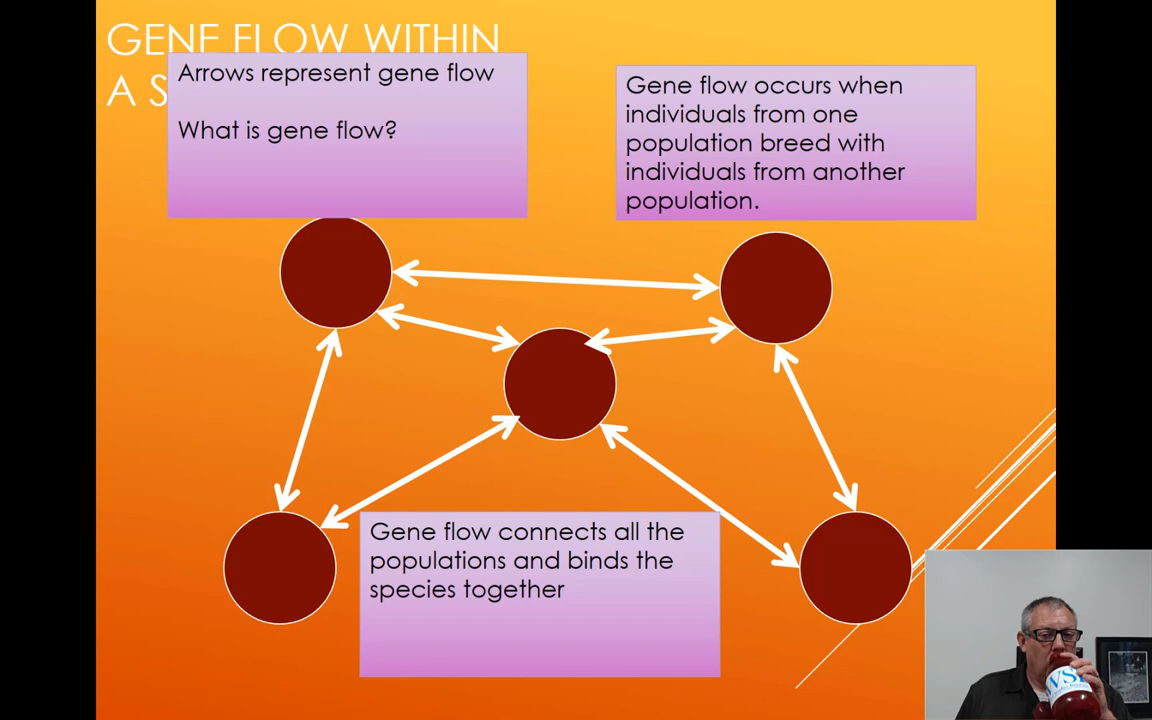 GENE FLOW WITHIN
A S
Arrows represent gene flow
What is gene flow?
Gene flow occurs when
individuals from one
population breed with
individuals from another
population.
Gene flow connects all the
populations and binds the
species together